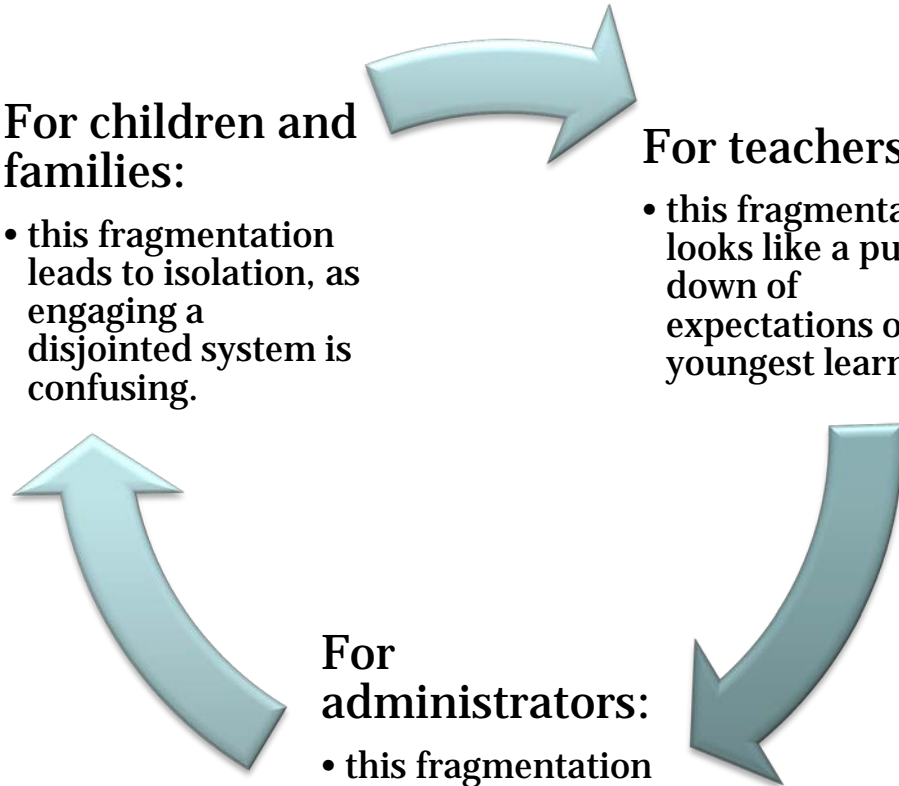 For children and
families:
• this fragmentation
leads to isolation, as
engaging a
disjointed system is
confusing.
For teachers
• this
looks like a
down of
expectations
youngest
For
administrators:
• this fragmentation